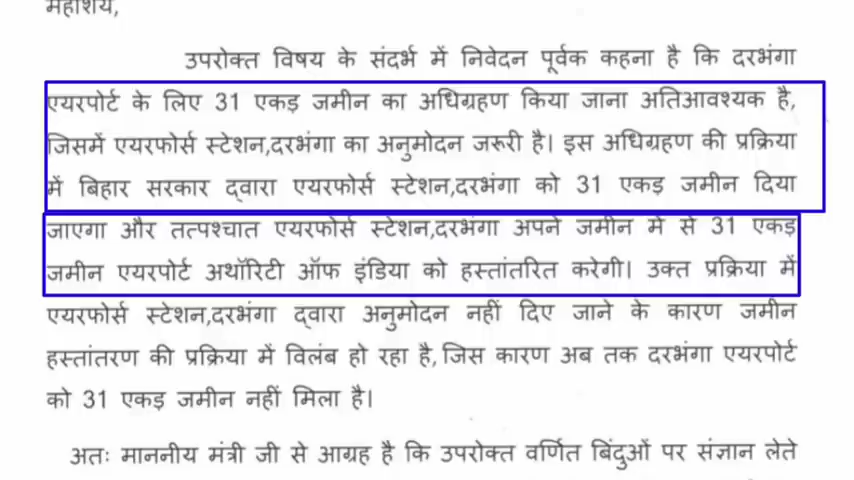 महाशय,
उपरोक्त विषय के संदर्भ में निवेदन पूर्वक कहना है कि दरभंगा
एयरपोर्ट के लिए 31 एकड़ जमीन का अधिग्रहण किया जाना अतिआवश्यक है,
जिसमें एयरफोर्स स्टेशन,दरभंगा का अनुमोदन जरूरी है। इस अधिग्रहण की प्रक्रिया
में बिहार सरकार द्वारा एयरफोर्स स्टेशन,दरभंगा को 31 एकड़ जमीन दिया
जाएगा और तत्पश्चात एयरफोर्स स्टेशन,दरभंगा अपने जमीन में से 31 एकड़
जमीन एयरपोर्ट अथॉरिटी ऑफ इंडिया को हस्तांतरित करेगी। उक्त प्रक्रिया में
एयरफोर्स स्टेशन,दरभंगा द्वारा अनुमोदन नहीं दिए जाने के कारण जमीन
हस्तांतरण की प्रक्रिया में विलंब हो रहा है,जिस कारण अब तक दरभंगा एयरपोर्ट
को 31 एकड़ जमीन नहीं मिला है।
अतः माननीय मंत्री जी से आग्रह है कि उपरोक्त वर्णित बिंदुओं पर संज्ञान लेते